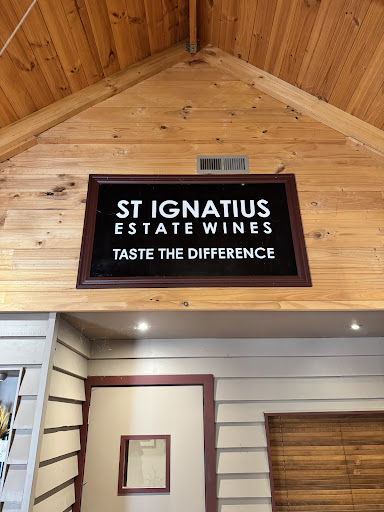 ST IGNATIUS
ESTATE WINES
TASTE THE DIFFERENCE